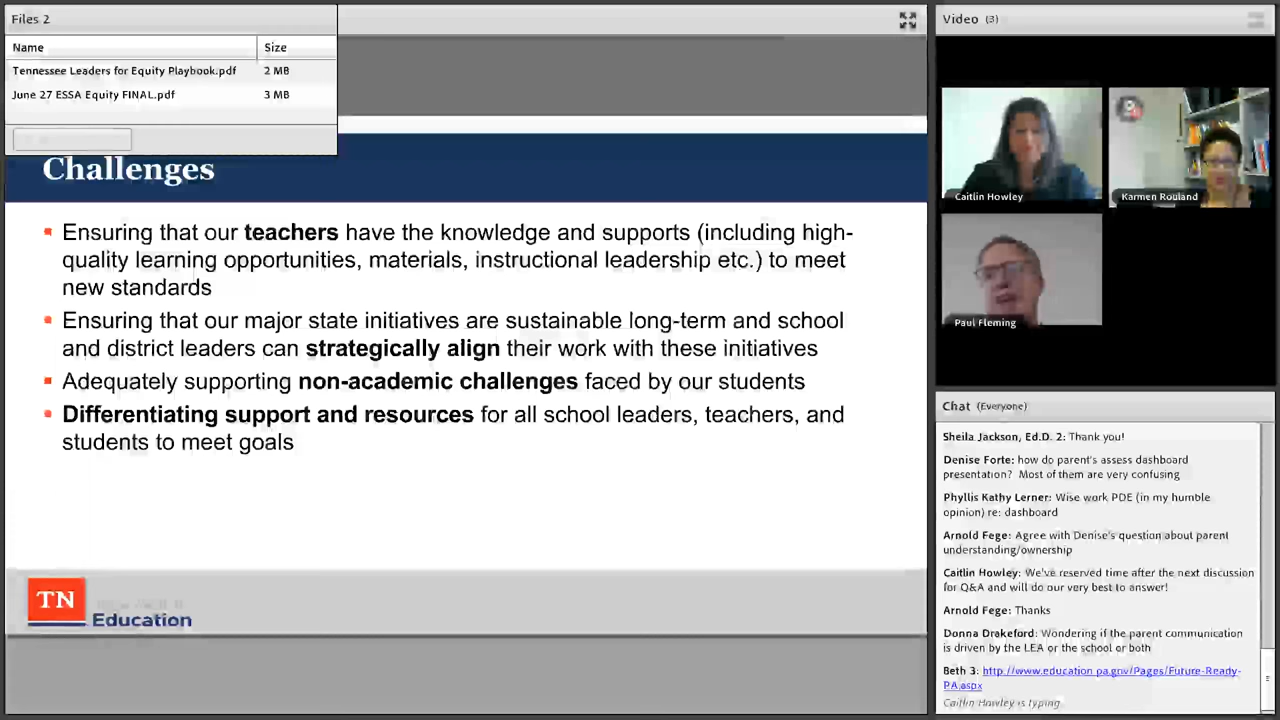 Files 2
Name Size
Tennessee Leaders for Equity Playbook.pdf 2 MB
June 27 ESSA Equity FINAL.pdf 3 MB
Challenges
Ensuring that our teachers have the knowledge and supports (including high-
quality learning opportunities, materials, instructional leadership etc.) to meet
new standards
Ensuring that our major state initiatives are sustainable long-term and school
and district leaders can strategically align their work with these initiatives
Adequately supporting non-academic challenges faced by our students
Differentiating support and resources for all school leaders, teachers, and
students to meet goals
TN
Education
Video (3)
Caitlin Howley
Karmen Rouland
Paul Fleming
Chat (Everyone)
Sheila Jackson, Ed.D. 2: Thank you!
Denise Forte: how do parent's assess dashboard
presentation? Most of them are very confusing
Phyllis Kathy Lerner: Wise work PDE (in my humble
opinion) re: dashboard
Arnold Fege: Agree with Denise's question about parent
understanding/ownership
Caitlin Howley: We've reserved time after the next discussion
for Q&A and will do our very best to answer!
Arnold Fege: Thanks
Donna Drakeford: Wondering if the parent communication
is driven by the LEA or the school or both
Beth 3: http://www.education.pa.gov/Pages/Future-Ready-
PA.aspx
Caitlin Howley is typing